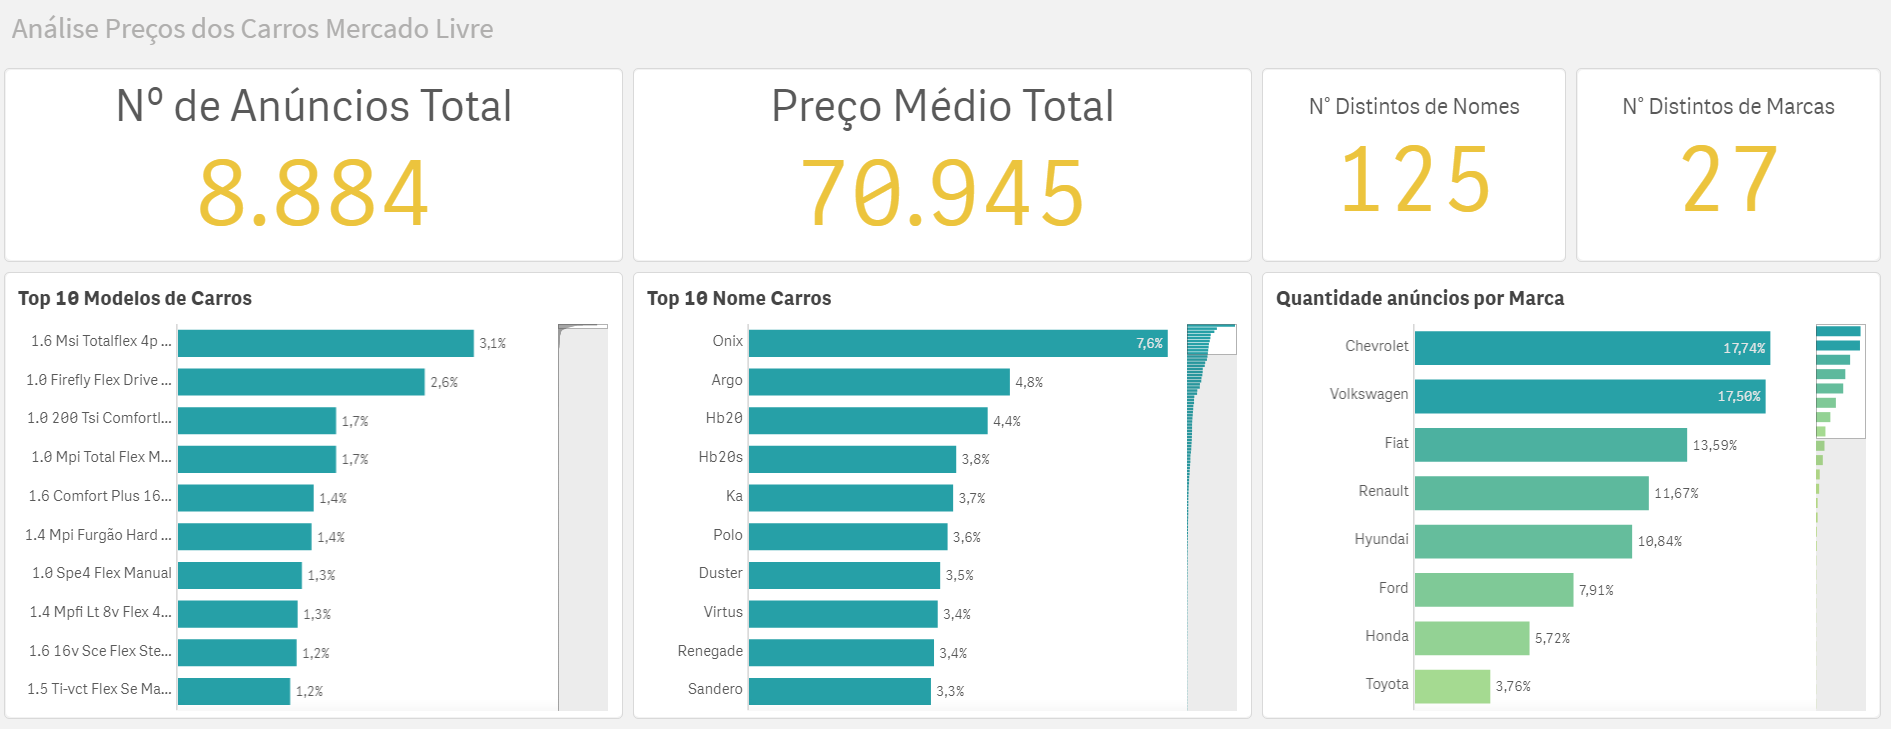 Análise Preços dos Carros Mercado Livre
Nº de Anúncios Total
8.884
Preço Médio Total
70.945
N° Distintos de Nomes
125
N° Distintos de Marcas
27
Top 10 Modelos de Carros
1.6 Msi Totalflex 4p ... 3,1%
1.0 Firefly Flex Drive ... 2,6%
1.0 200 Tsi Comfortl... 1,7%
1.0 Mpi Total Flex M... 1,7%
1.6 Comfort Plus 16... 1,4%
1.4 Mpi Furgão Hard ... 1,4%
1.0 Spe4 Flex Manual 1,3%
1.4 Mpfi Lt 8v Flex 4... 1,3%
1.6 16v Sce Flex Ste... 1,2%
1.5 Ti-vct Flex Se Ma... 1,2%
Top 10 Nome Carros
Onix 7,6%
Argo 4,8%
Hb20 4,4%
Hb20s 3,8%
Ka 3,7%
Polo 3,6%
Duster 3,5%
Virtus 3,4%
Renegade 3,4%
Sandero 3,3%
Quantidade anúncios por Marca
Chevrolet 17,74%
Volkswagen 17,50%
Fiat 13,59%
Renault 11,67%
Hyundai 10,84%
Ford 7,91%
Honda 5,72%
Toyota 3,76%